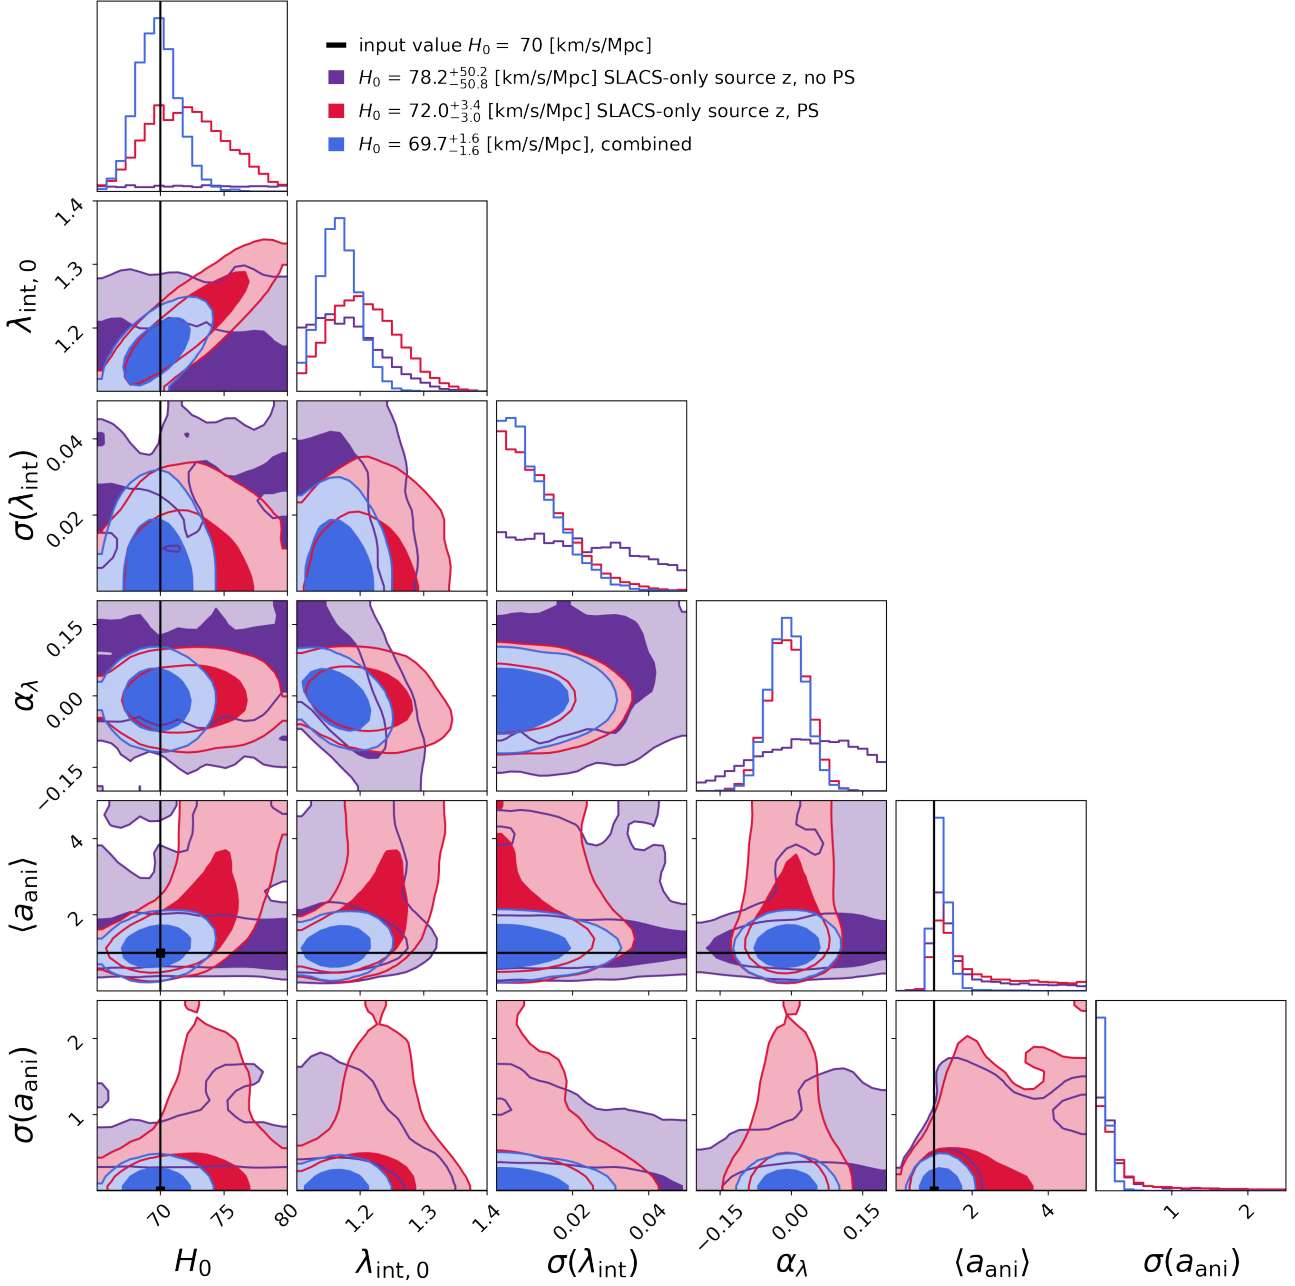 input value H₀ = 70 [km/s/Mpc]
H₀ = 78.2+50.2−50.8 [km/s/Mpc] SLACS-only source z, no PS
H₀ = 72.0+3.4−3.0 [km/s/Mpc] SLACS-only source z, PS
H₀ = 69.7+1.6−1.6 [km/s/Mpc], combined
λint, 0
1.4
1.3
1.2
σ(λint)
0.04
0.02
αλ
0.15
0.00
−0.15
⟨aani⟩
4
2
σ(aani)
2
1
70 75 80 1.2 1.3 1.4 0.02 0.04 −0.15 0.00 0.15 2 4 1 2
H₀ λint, 0 σ(λint) αλ ⟨aani⟩ σ(aani)